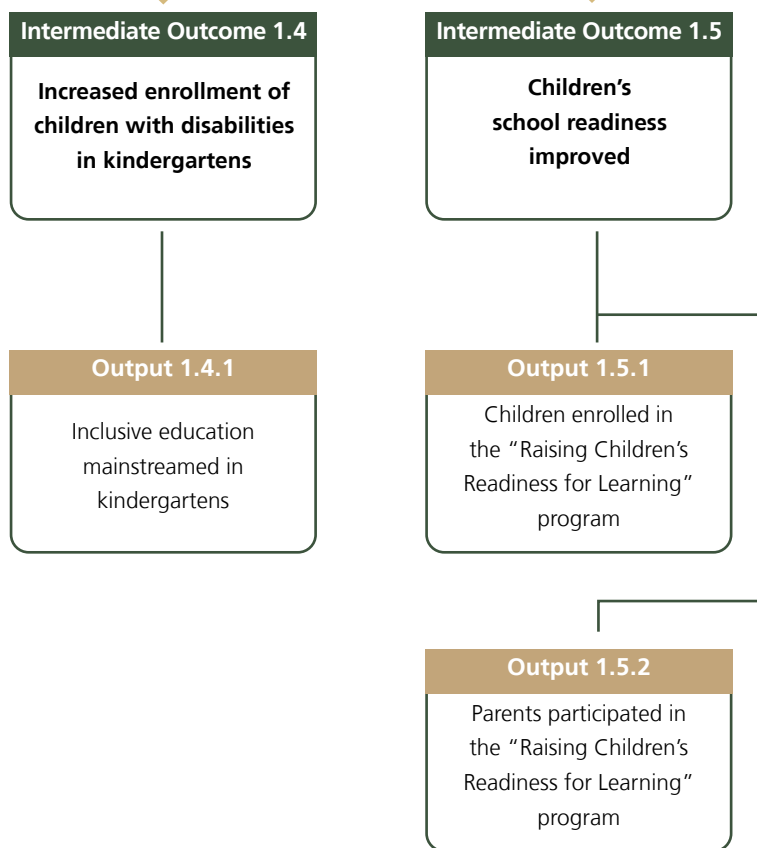 Intermediate Outcome 1.4
Increased enrollment of
children with disabilities
in kindergartens
Intermediate Outcome 1.5
Children's
school readiness
improved
Output 1.4.1
Inclusive education
mainstreamed in
kindergartens
Output 1.5.1
Children enrolled in
the “Raising Children's
Readiness for Learning”
program
Output 1.5.2
Parents participated in
the “Raising Children's
Readiness for Learning”
program